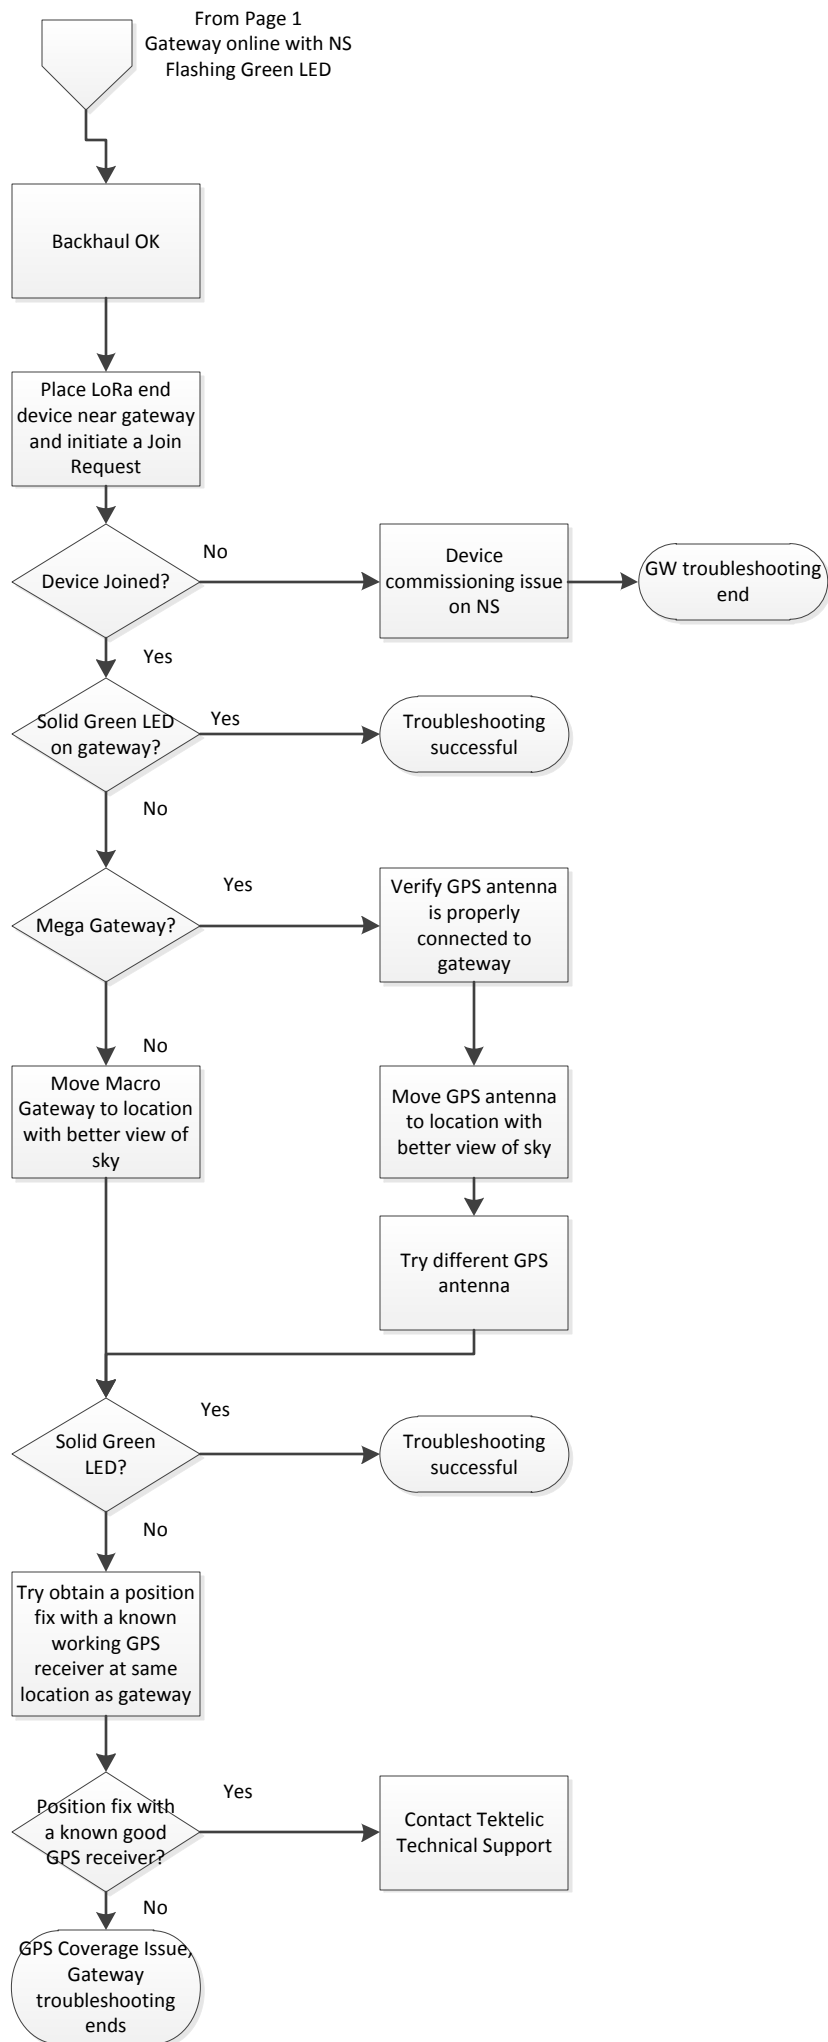 From Page 1
Gateway online with NS
Flashing Green LED
Backhaul OK
Place LoRa end
device near gateway
and initiate a Join
Request
Device Joined?
No
Device
commissioning issue
on NS
GW troubleshooting
end
Yes
Solid Green LED
on gateway?
Yes
Troubleshooting
successful
No
Mega Gateway?
Yes
Verify GPS antenna
is properly
connected to
gateway
No
Move Macro
Gateway to location
with better view of
sky
Move GPS antenna
to location with
better view of sky
Try different GPS
antenna
Solid Green
LED?
Yes
Troubleshooting
successful
No
Try obtain a position
fix with a known
working GPS
receiver at same
location as gateway
Position fix with
a known good
GPS receiver?
Yes
Contact Tektelic
Technical Support
No
GPS Coverage Issue,
Gateway
troubleshooting
ends